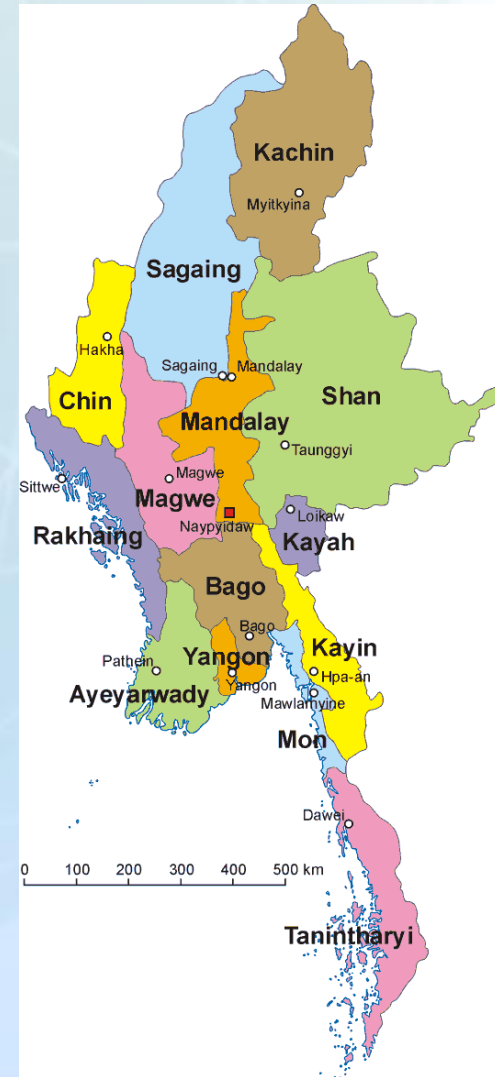 Kachin
Myitkyina
Sagaing
Hakha
Sagaing
Mandalay
Chin
Shan
Mandalay
Taunggyi
Sittwe
Magwe
Magwe
Loikaw
Rakhaing
Naypyidaw
Kayah
Bago
Bago
Kayin
Yangon
Pathein
Hpa-an
Yangon
Ayeyarwady
Mawlamyine
Mon
Dawei
0 100 200 300 400 500 km
Tanintharyi